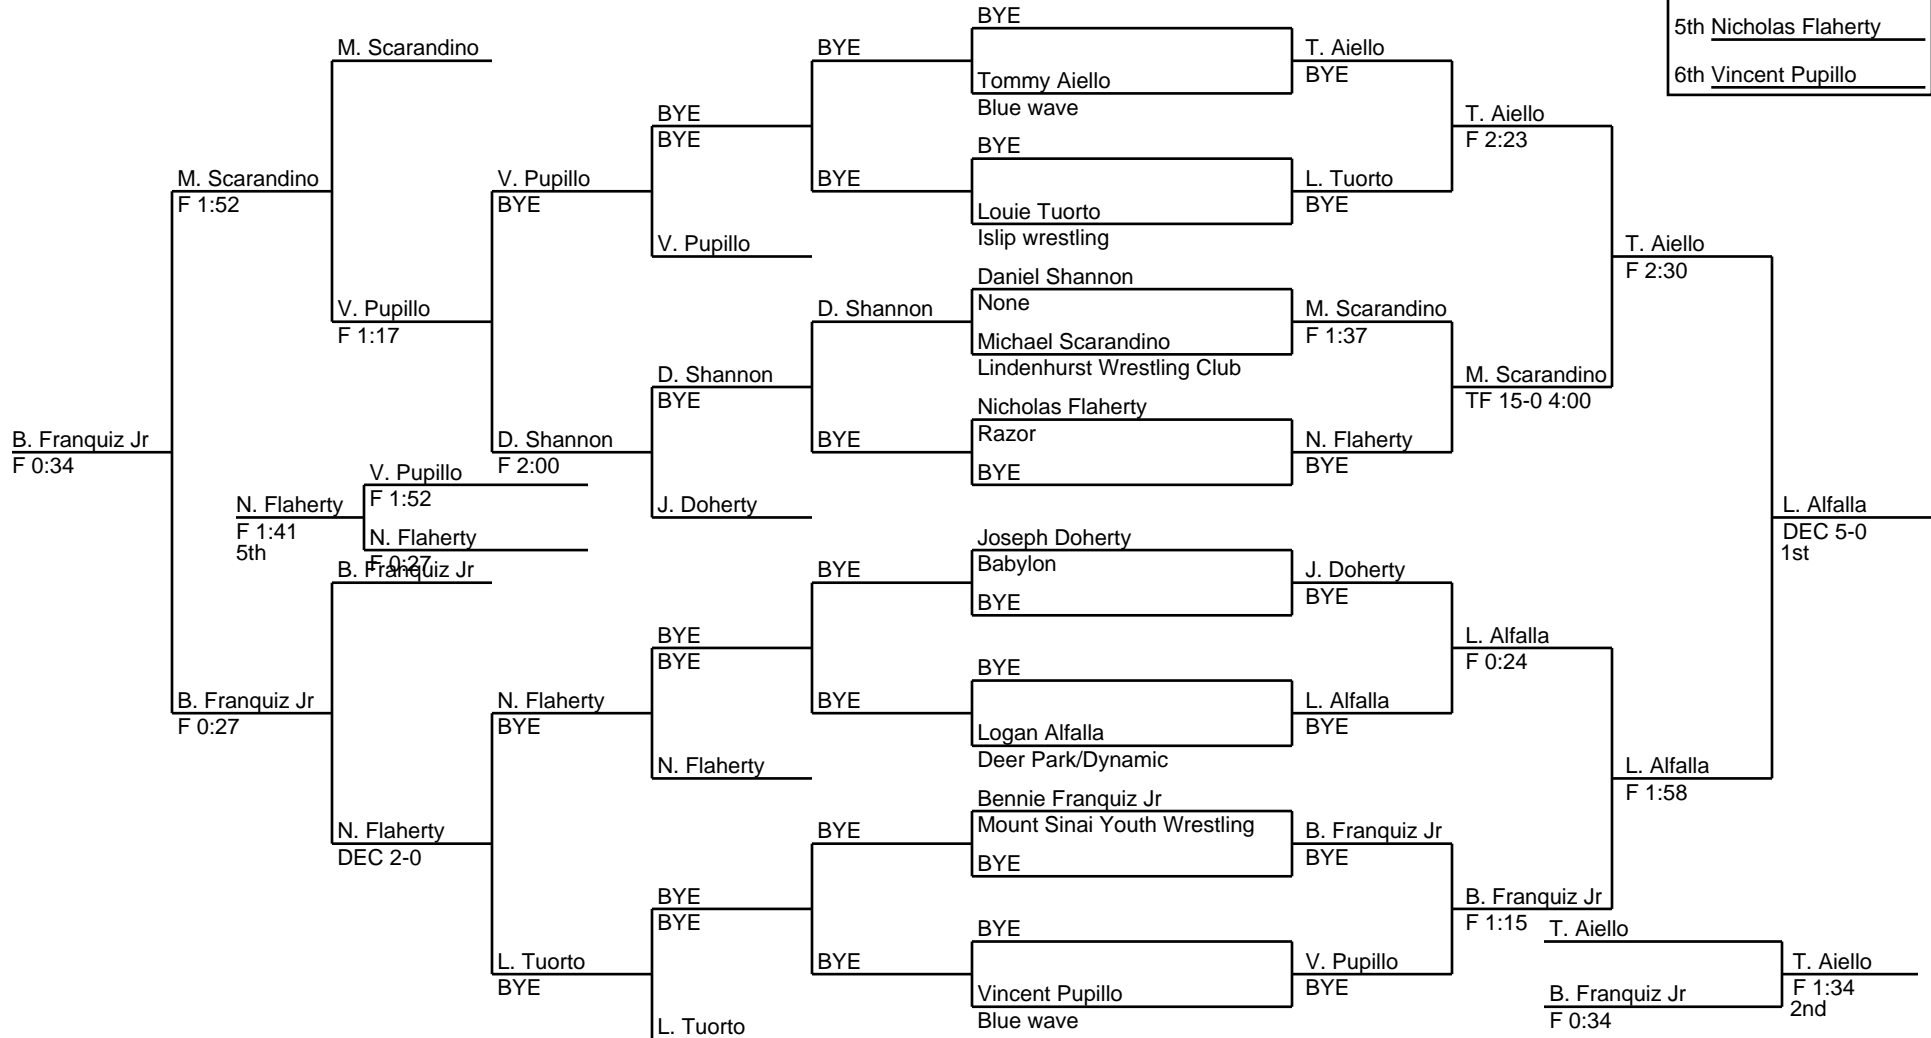 5th Nicholas Flaherty
6th Vincent Pupillo
M. Scarandino
M. Scarandino
F 1:52
V. Pupillo
F 1:17
B. Franquiz Jr
F 0:34
B. Franquiz Jr
B. Franquiz Jr
F 0:27
N. Flaherty
DEC 2-0
V. Pupillo
F 1:52
N. Flaherty
F 1:41
5th
N. Flaherty
F 0:27
V. Pupillo
BYE
D. Shannon
F 2:00
N. Flaherty
BYE
L. Tuorto
BYE
BYE
BYE
V. Pupillo
D. Shannon
BYE
J. Doherty
BYE
BYE
N. Flaherty
BYE
BYE
L. Tuorto
BYE
BYE
D. Shannon
BYE
BYE
BYE
BYE
BYE
BYE
Tommy Aiello
Blue wave
BYE
Louie Tuorto
Islip wrestling
Daniel Shannon
None
Michael Scarandino
Lindenhurst Wrestling Club
Nicholas Flaherty
Razor
BYE
Joseph Doherty
Babylon
BYE
BYE
Logan Alfalla
Deer Park/Dynamic
Bennie Franquiz Jr
Mount Sinai Youth Wrestling
BYE
BYE
Vincent Pupillo
Blue wave
T. Aiello
BYE
L. Tuorto
BYE
M. Scarandino
F 1:37
N. Flaherty
BYE
J. Doherty
BYE
L. Alfalla
BYE
B. Franquiz Jr
BYE
V. Pupillo
BYE
T. Aiello
F 2:23
M. Scarandino
TF 15-0 4:00
L. Alfalla
F 0:24
B. Franquiz Jr
F 1:15
T. Aiello
F 2:30
L. Alfalla
F 1:58
L. Alfalla
DEC 5-0
1st
T. Aiello
B. Franquiz Jr
F 0:34
T. Aiello
F 1:34
2nd